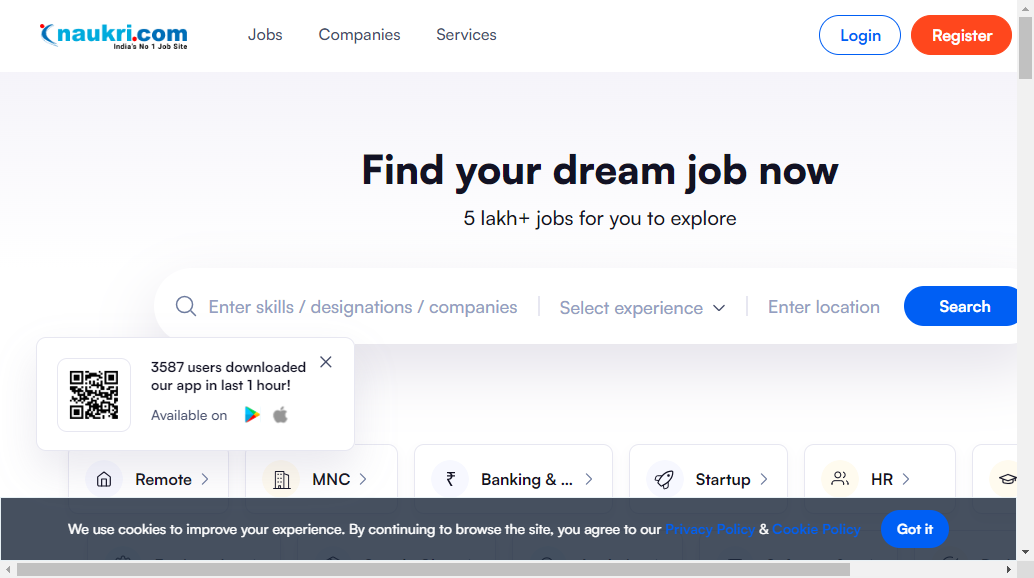 naukri.com
India's No 1 Job Site
Jobs
Companies
Services
Login
Register
Find your dream job now
5 lakh+ jobs for you to explore
Enter skills / designations / companies
Select experience
Enter location
Search
3587 users downloaded
our app in last 1 hour!
Available on
Remote
MNC
Banking & ...
Startup
HR
We use cookies to improve your experience. By continuing to browse the site, you agree to our Privacy Policy & Cookie Policy
Got it